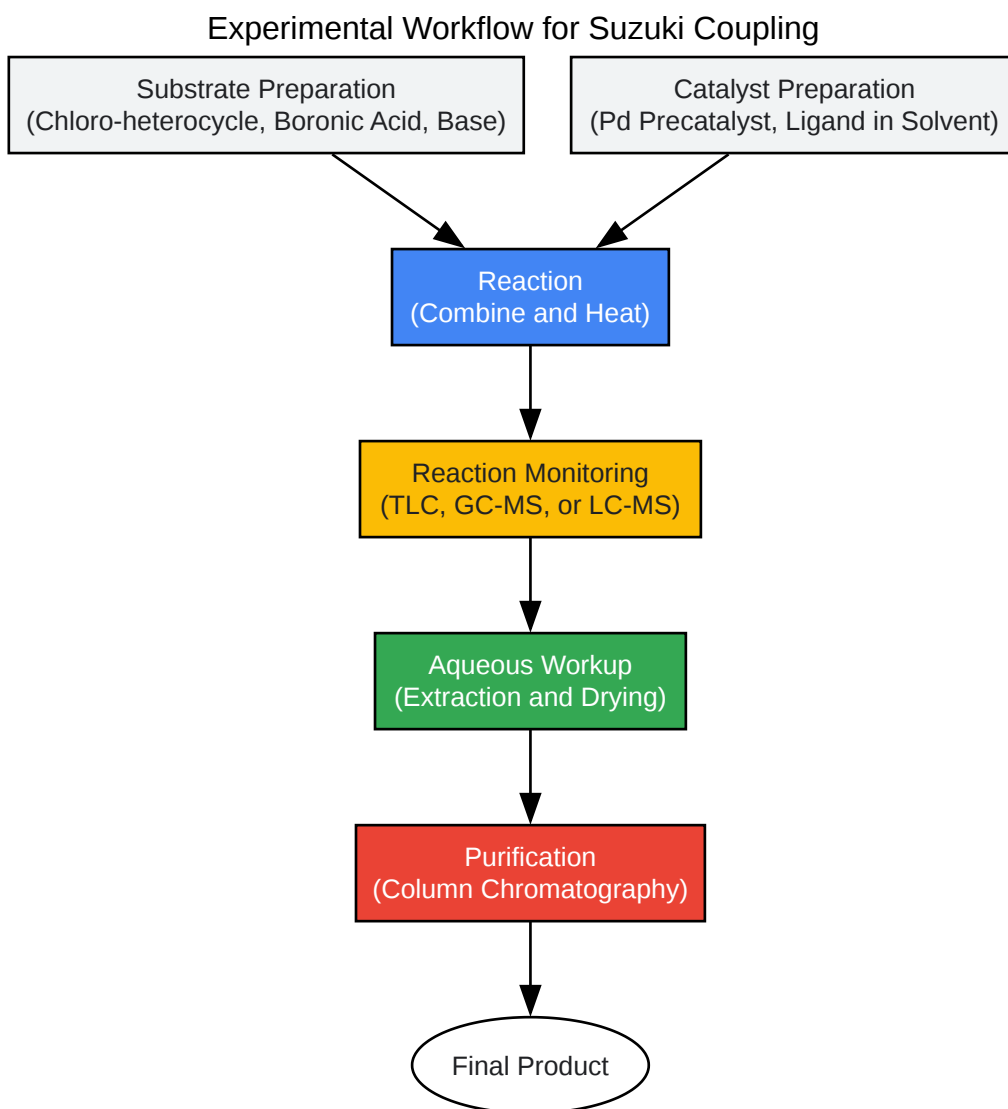 Experimental Workflow for Suzuki Coupling
Substrate Preparation
(Chloro-heterocycle, Boronic Acid, Base)
Catalyst Preparation
(Pd Precatalyst, Ligand in Solvent)
Reaction
(Combine and Heat)
Reaction Monitoring
(TLC, GC-MS, or LC-MS)
Aqueous Workup
(Extraction and Drying)
Purification
(Column Chromatography)
Final Product